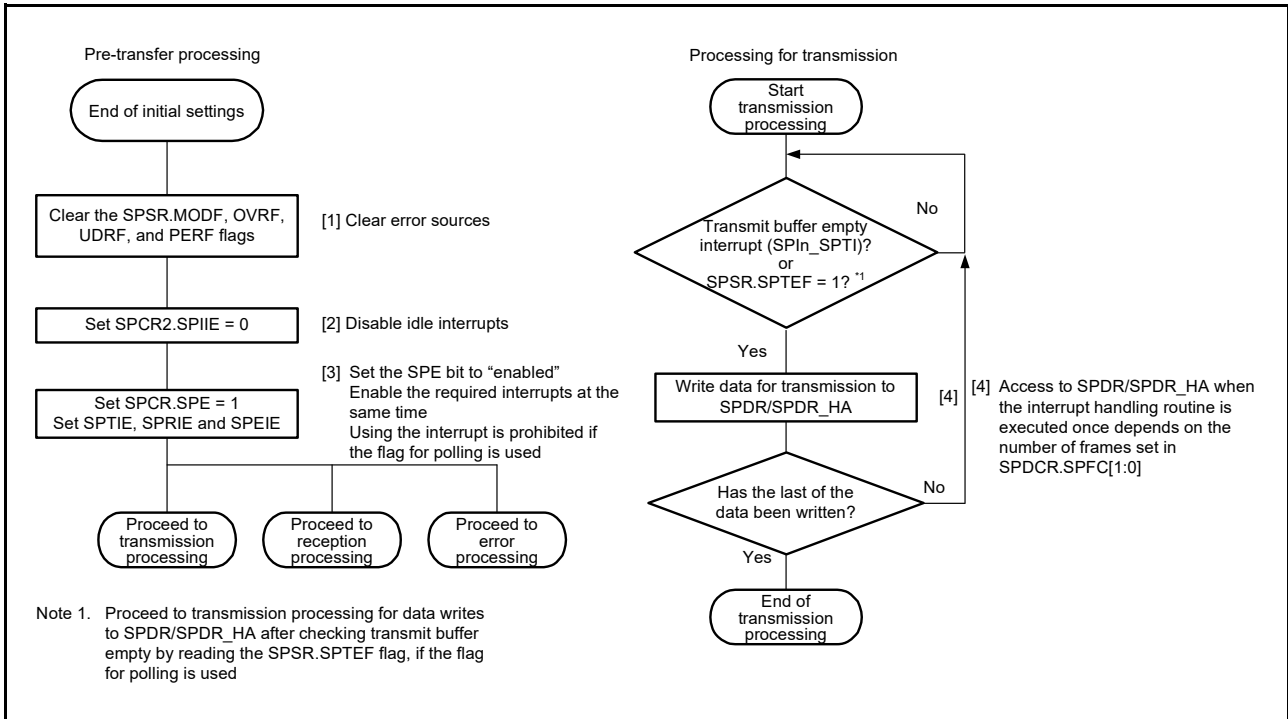 Pre-transfer processing
End of initial settings
Clear the SPSR.MODF, OVRF,
UDRF, and PERF flags
[1] Clear error sources
Set SPCR2.SPIIE = 0
[2] Disable idle interrupts
Set SPCR.SPE = 1
Set SPTIE, SPRIE and SPEIE
[3] Set the SPE bit to “enabled”
Enable the required interrupts at the
same time
Using the interrupt is prohibited if
the flag for polling is used
Proceed to
transmission
processing
Proceed to
reception
processing
Proceed to
error
processing
Note 1. Proceed to transmission processing for data writes
to SPDR/SPDR_HA after checking transmit buffer
empty by reading the SPSR.SPTEF flag, if the flag
for polling is used
Processing for transmission
Start
transmission
processing
Transmit buffer empty
interrupt (SPIn_SPTI)?
or
SPSR.SPTEF = 1? *1
No
Yes
Write data for transmission to
SPDR/SPDR_HA
[4]
[4] Access to SPDR/SPDR_HA when
the interrupt handling routine is
executed once depends on the
number of frames set in
SPDCR.SPFC[1:0]
Has the last of the
data been written?
No
Yes
End of
transmission
processing